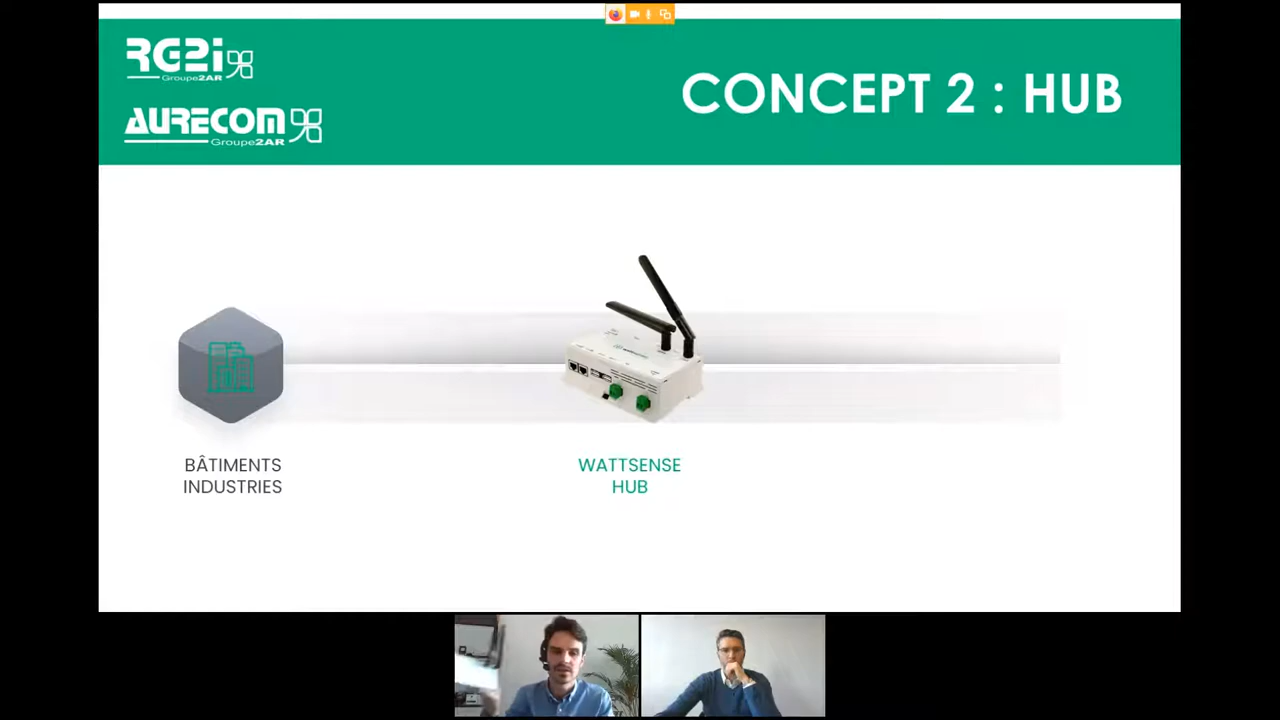 RG2i
Groupe2AR
AURECOM
Groupe2AR
CONCEPT 2 : HUB
BÂTIMENTS
INDUSTRIES
WATTSENSE
HUB